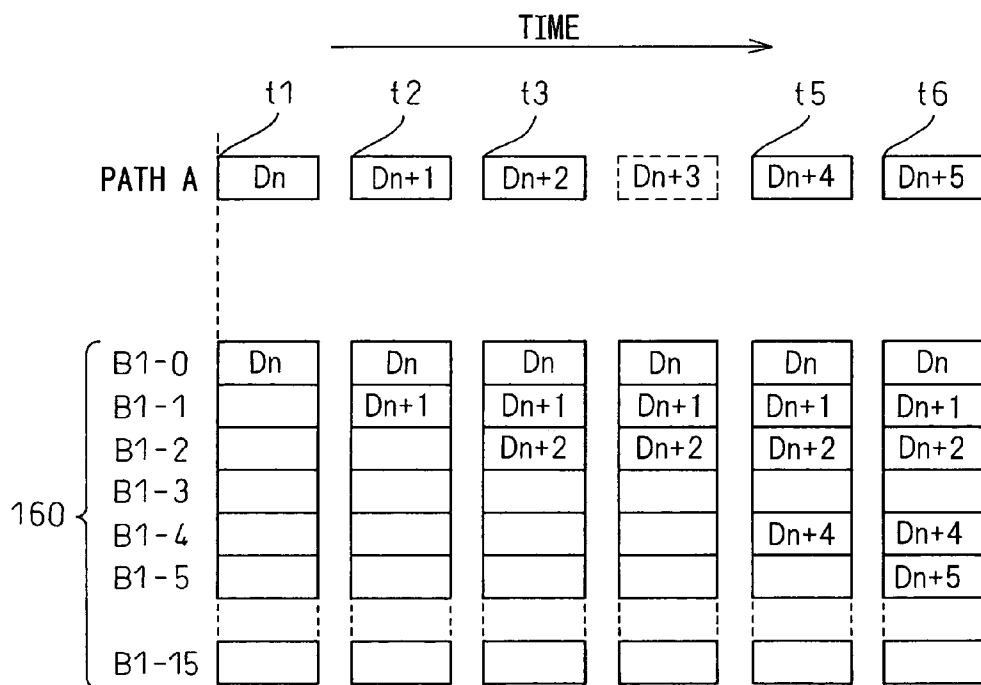 TIME
t1 t2 t3 t5 t6
PATH A Dn Dn+1 Dn+2 Dn+3 Dn+4 Dn+5
B1-0 Dn Dn Dn Dn Dn Dn
B1-1 Dn+1 Dn+1 Dn+1 Dn+1 Dn+1
B1-2 Dn+2 Dn+2 Dn+2 Dn+2
B1-3
160
B1-4 Dn+4 Dn+4
B1-5 Dn+5
B1-15